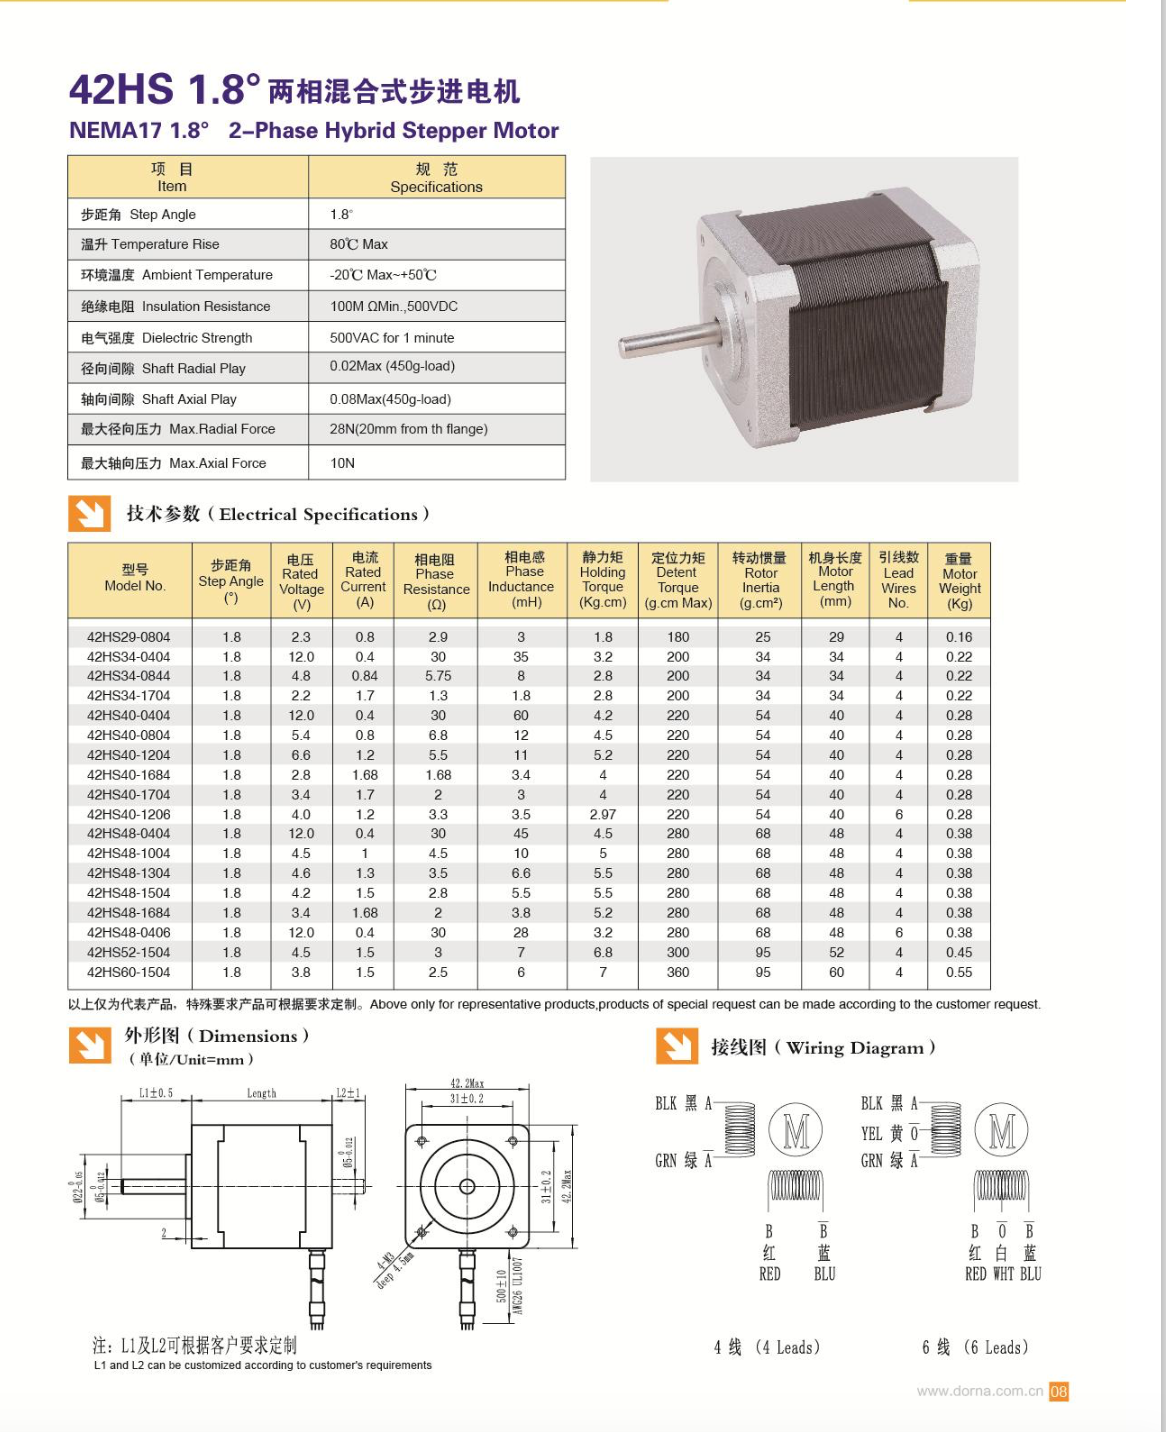 42HS 1.8° 两相混合式步进电机
NEMA17 1.8° 2-Phase Hybrid Stepper Motor
项 目 规 范
Item Specifications
步距角 Step Angle 1.8°
温升 Temperature Rise 80℃ Max
环境温度 Ambient Temperature -20℃ Max~+50℃
绝缘电阻 Insulation Resistance 100M ΩMin.,500VDC
电气强度 Dielectric Strength 500VAC for 1 minute
径向间隙 Shaft Radial Play 0.02Max (450g-load)
轴向间隙 Shaft Axial Play 0.08Max(450g-load)
最大径向压力 Max.Radial Force 28N(20mm from th flange)
最大轴向压力 Max.Axial Force 10N
技术参数（Electrical Specifications）
型号 Model No. 步距角 Step Angle (°) 电压 Rated Voltage (V) 电流 Rated Current (A) 相电阻 Phase Resistance (Ω) 相电感 Phase Inductance (mH) 静力矩 Holding Torque (Kg.cm) 定位力矩 Detent Torque (g.cm Max) 转动惯量 Rotor Inertia (g.cm²) 机身长度 Motor Length (mm) 引线数 Lead Wires No. 重量 Motor Weight (Kg)
42HS29-0804 1.8 2.3 0.8 2.9 3 1.8 180 25 29 4 0.16
42HS34-0404 1.8 12.0 0.4 30 35 3.2 200 34 34 4 0.22
42HS34-0844 1.8 4.8 0.84 5.75 8 2.8 200 34 34 4 0.22
42HS34-1704 1.8 2.2 1.7 1.3 1.8 2.8 200 34 34 4 0.22
42HS40-0404 1.8 12.0 0.4 30 60 4.2 220 54 40 4 0.28
42HS40-0804 1.8 5.4 0.8 6.8 12 4.5 220 54 40 4 0.28
42HS40-1204 1.8 6.6 1.2 5.5 11 5.2 220 54 40 4 0.28
42HS40-1684 1.8 2.8 1.68 1.68 3.4 4 220 54 40 4 0.28
42HS40-1704 1.8 3.4 1.7 2 3 4 220 54 40 4 0.28
42HS40-1206 1.8 4.0 1.2 3.3 3.5 2.97 220 54 40 6 0.28
42HS48-0404 1.8 12.0 0.4 30 45 4.5 280 68 48 4 0.38
42HS48-1004 1.8 4.5 1 4.5 10 5 280 68 48 4 0.38
42HS48-1304 1.8 4.6 1.3 3.5 6.6 5.5 280 68 48 4 0.38
42HS48-1504 1.8 4.2 1.5 2.8 5.5 5.5 280 68 48 4 0.38
42HS48-1684 1.8 3.4 1.68 2 3.8 5.2 280 68 48 4 0.38
42HS48-0406 1.8 12.0 0.4 30 28 3.2 280 68 48 6 0.38
42HS52-1504 1.8 4.5 1.5 3 7 6.8 300 95 52 4 0.45
42HS60-1504 1.8 3.8 1.5 2.5 6 7 360 95 60 4 0.55
以上仅为代表产品，特殊要求产品可根据要求定制。Above only for representative products,products of special request can be made according to the customer request.
外形图（Dimensions）
（单位/Unit=mm）
L1±0.5 Length L2±1
Ø22-0.05 0
Ø5-0.012 0
Ø5-0.012 0
2
42.2Max
31±0.2
31±0.2
42.2Max
4-M3
deep 4.5mm
500±10
AWG26 UL1007
注：L1及L2可根据客户要求定制
L1 and L2 can be customized according to customer's requirements
接线图（Wiring Diagram）
BLK 黑 A
GRN 绿 A̅
M
B B̅
红 蓝
RED BLU
4 线 (4 Leads)
BLK 黑 A
YEL 黄 O̅
GRN 绿 A̅
M
B O̅ B̅
红 白 蓝
RED WHT BLU
6 线 (6 Leads)
www.dorna.com.cn 08